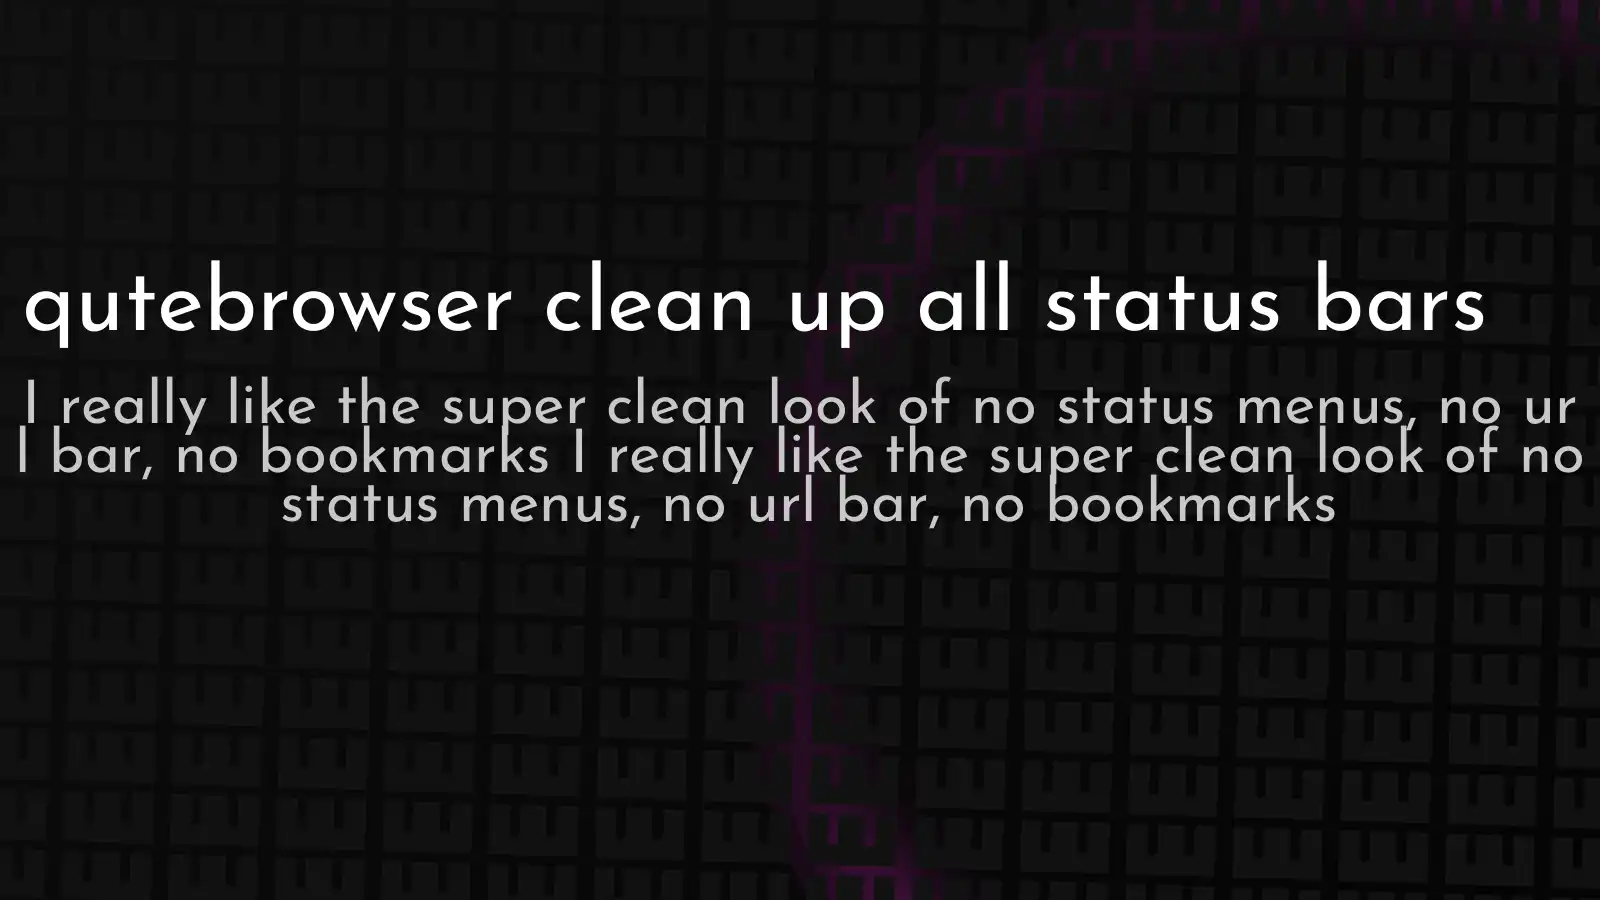 qutebrowser clean up all status bars
I really like the super clean look of no status menus, no ur
l bar, no bookmarks I really like the super clean look of no
status menus, no url bar, no bookmarks